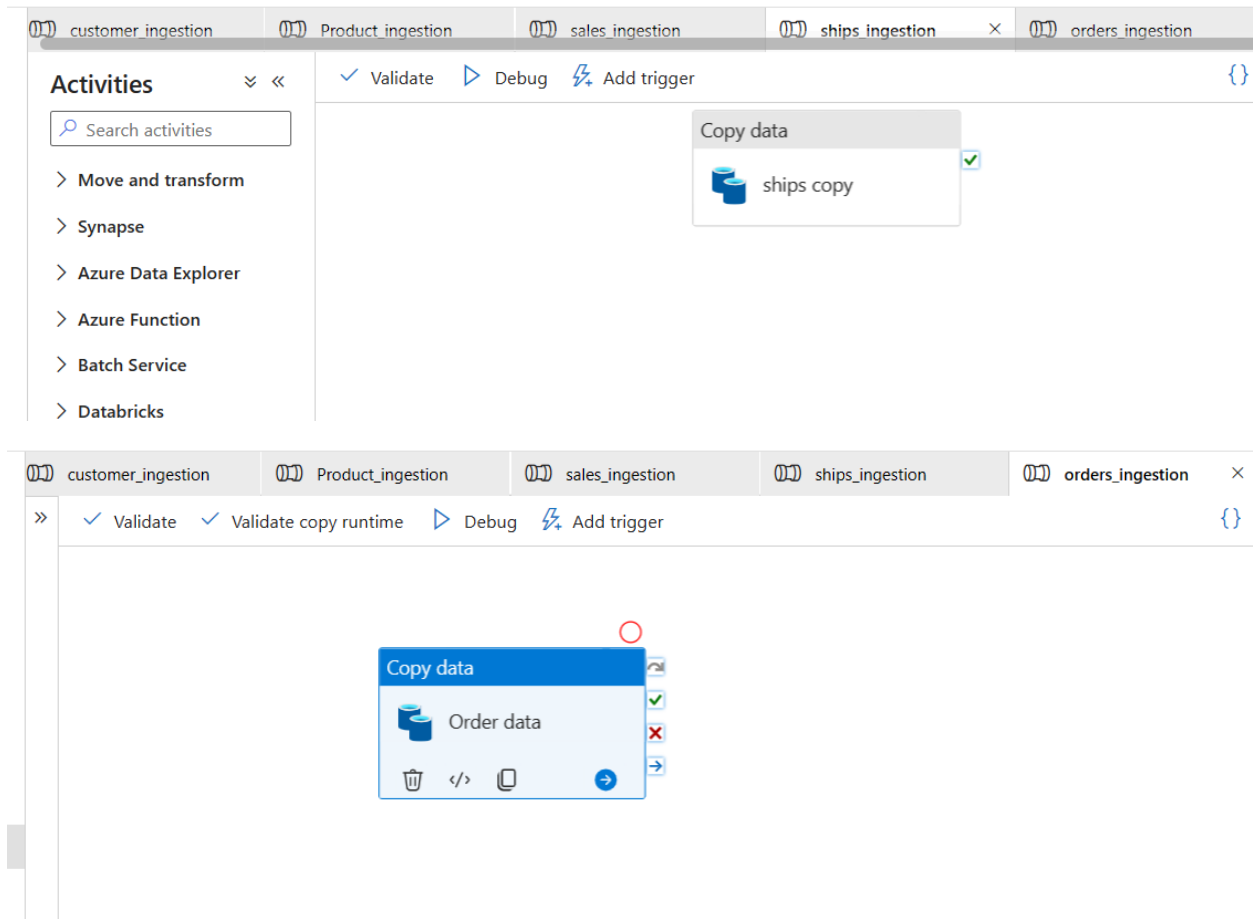 customer_ingestion Product_ingestion sales_ingestion ships_ingestion orders_ingestion
Activities
Validate Debug Add trigger {}
Search activities
Copy data
ships copy
Move and transform
Synapse
Azure Data Explorer
Azure Function
Batch Service
Databricks
customer_ingestion Product_ingestion sales_ingestion ships_ingestion orders_ingestion
Validate Validate copy runtime Debug Add trigger {}
Copy data
Order data